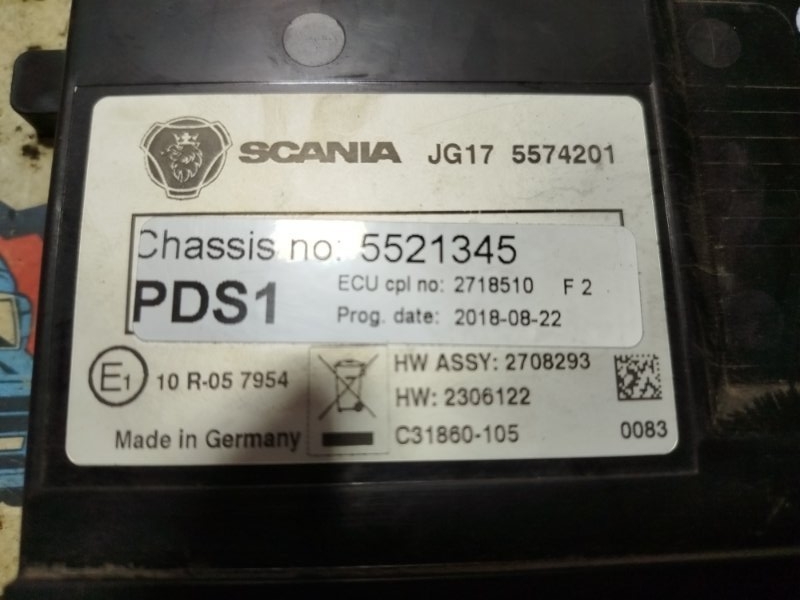 SCANIA JG17 5574201
Chassis no: 5521345
PDS1
ECU cpl no: 2718510 F 2
Prog. date: 2018-08-22
E1 10 R-05 7954
HW ASSY: 2708293
HW: 2306122
Made in Germany
C31860-105
0083